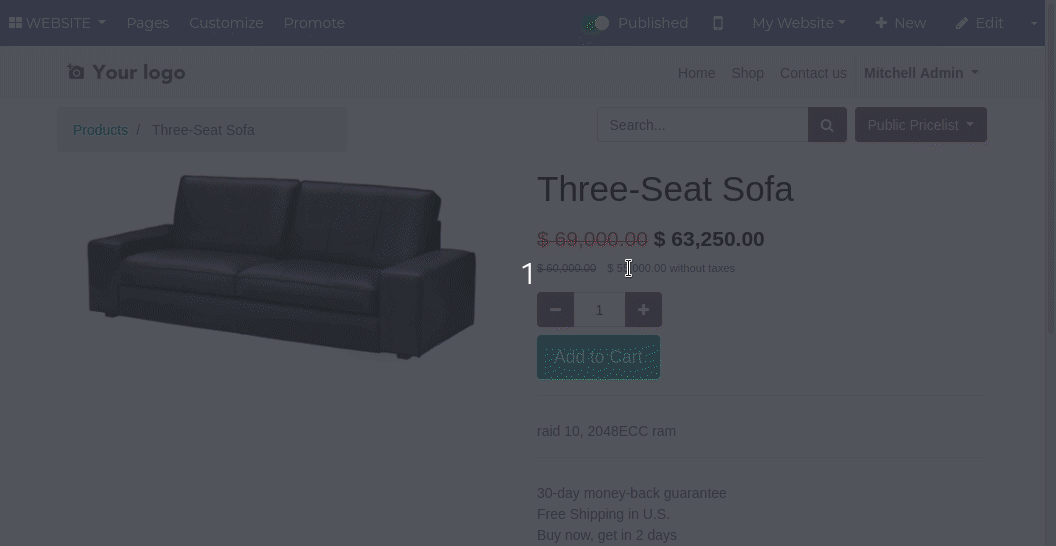 WEBSITE Pages Customize Promote Published My Website New Edit
Your logo Home Shop Contact us Mitchell Admin
Products / Three-Seat Sofa Search... Public Pricelist
Three-Seat Sofa
$ 69,000.00 $ 63,250.00
$ 60,000.00 $ 000.00 without taxes
1
1
Add to Cart
raid 10, 2048ECC ram
30-day money-back guarantee
Free Shipping in U.S.
Buy now, get in 2 days